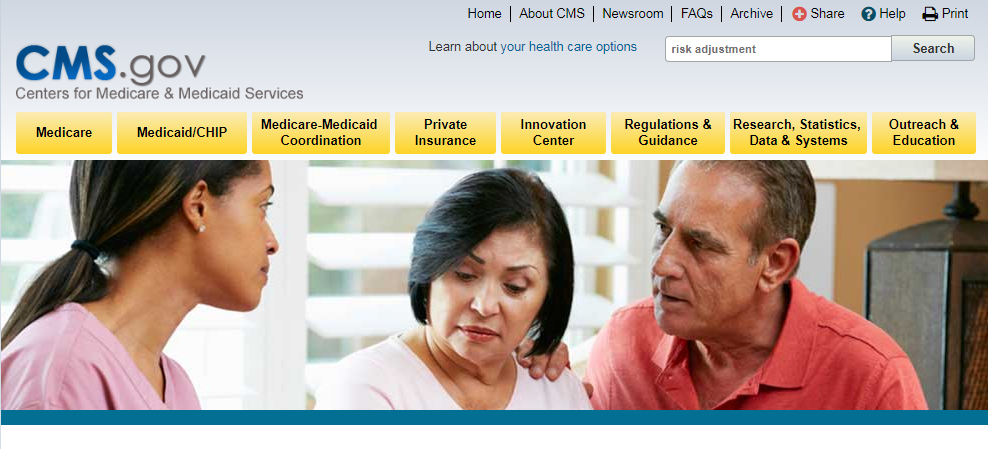 Home About CMS Newsroom FAQs Archive Share ? Help Print
Learn about your health care options
risk adjustment
Search
CMS.gov
Centers for Medicare & Medicaid Services
Medicare
Medicaid/CHIP
Medicare-Medicaid
Coordination
Private
Insurance
Innovation
Center
Regulations &
Guidance
Research, Statistics,
Data & Systems
Outreach &
Education